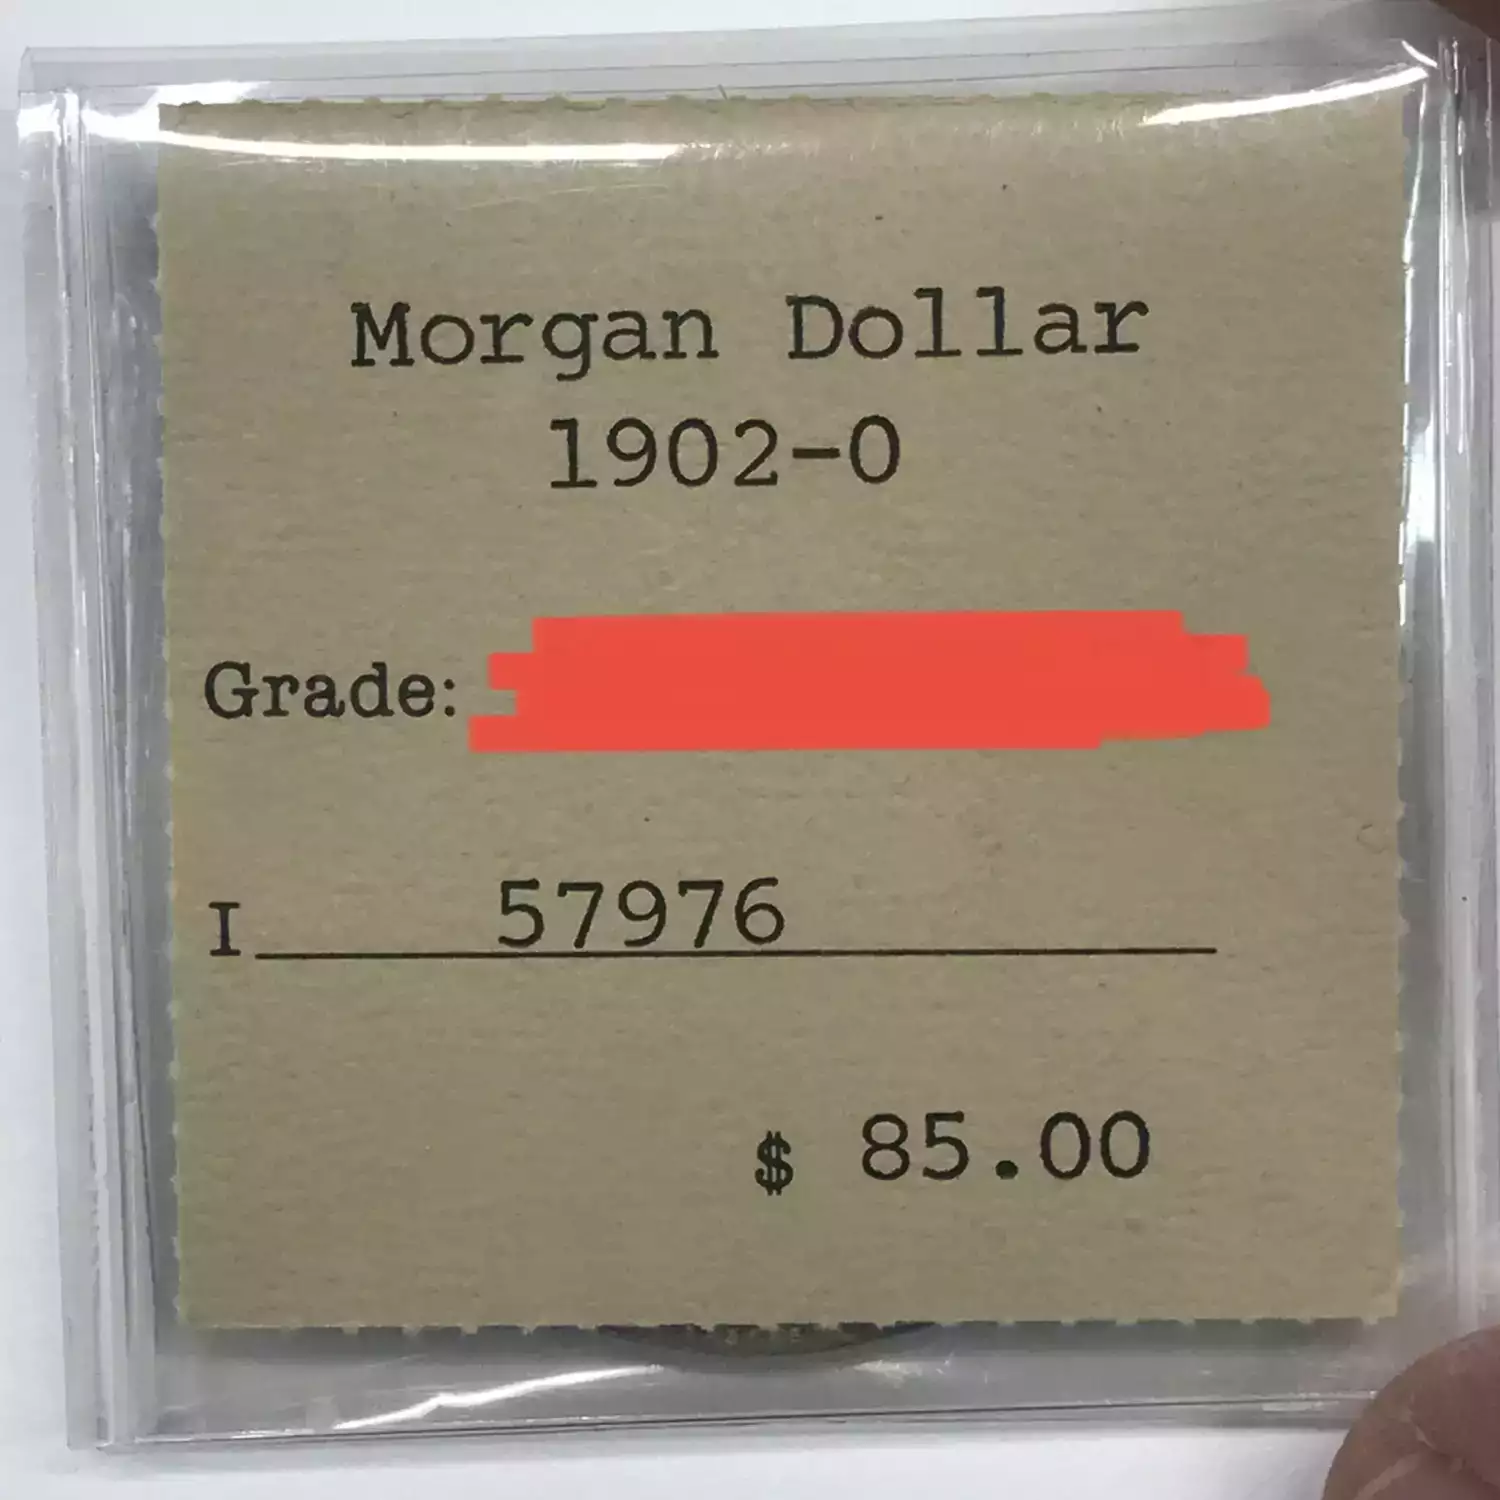 Morgan Dollar
1902-O
Grade:
I 57976
$ 85.00